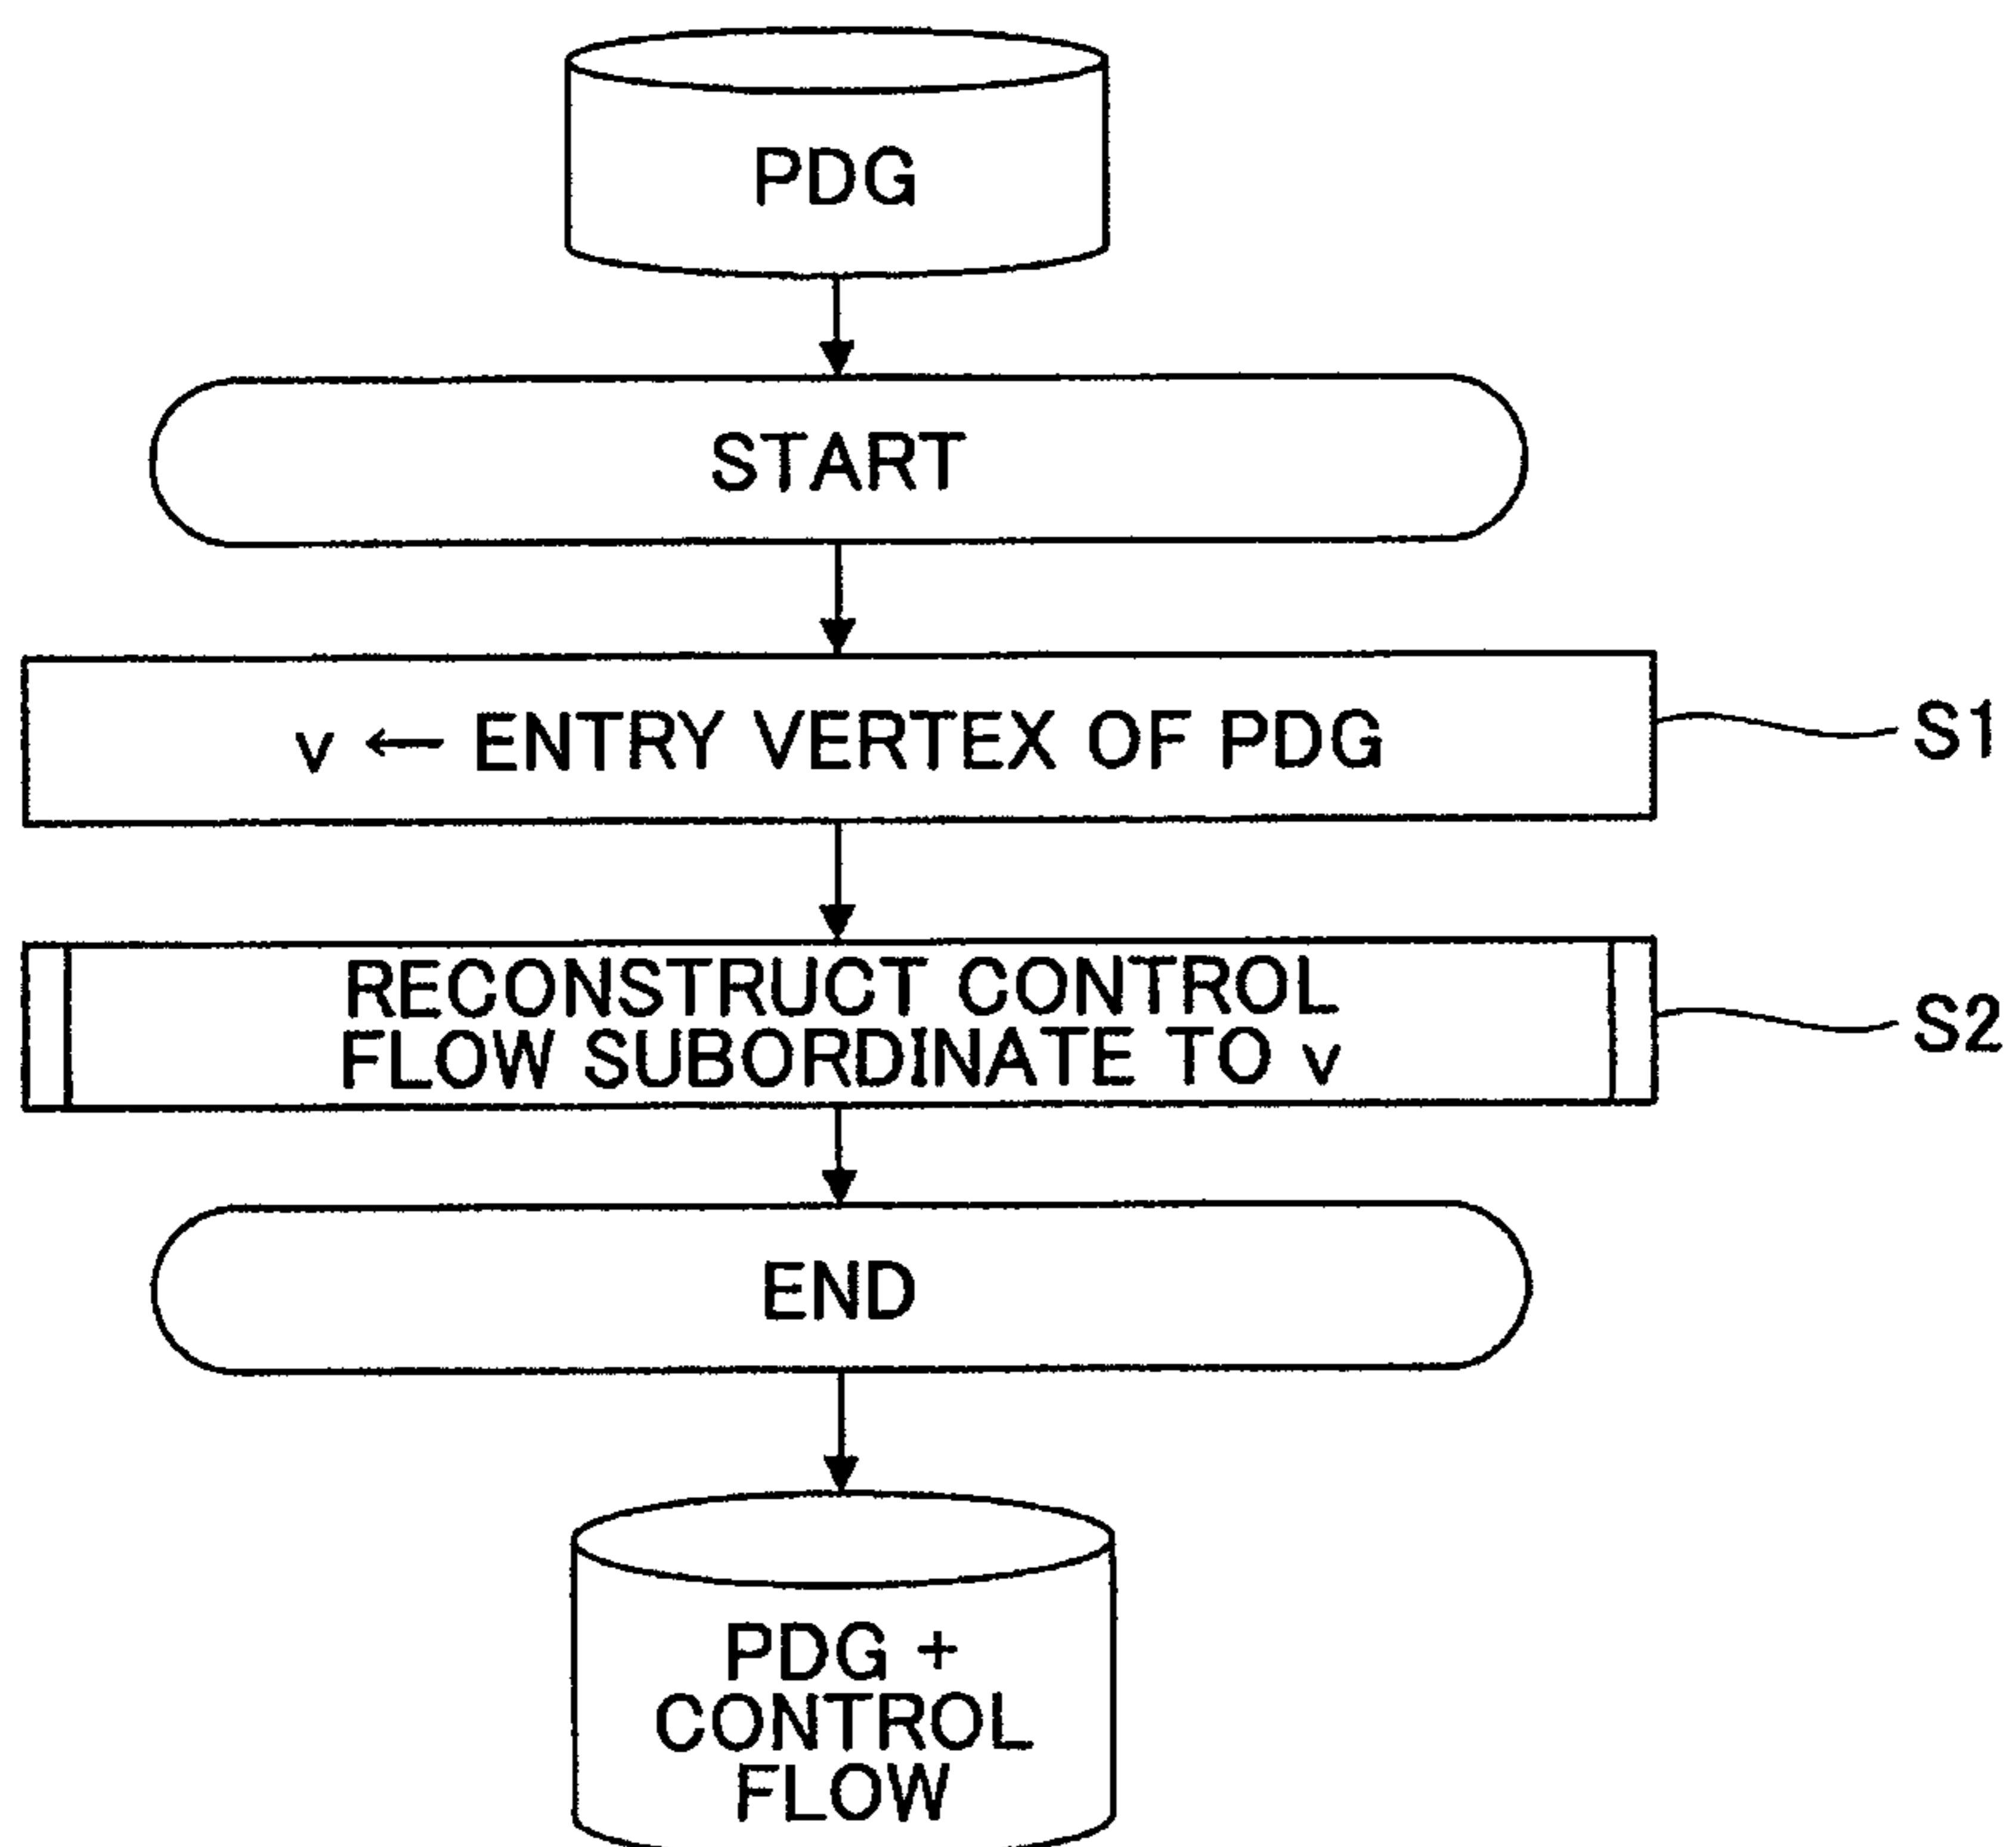 PDG
START
v ← ENTRY VERTEX OF PDG
S1
RECONSTRUCT CONTROL
FLOW SUBORDINATE TO v
S2
END
PDG +
CONTROL
FLOW